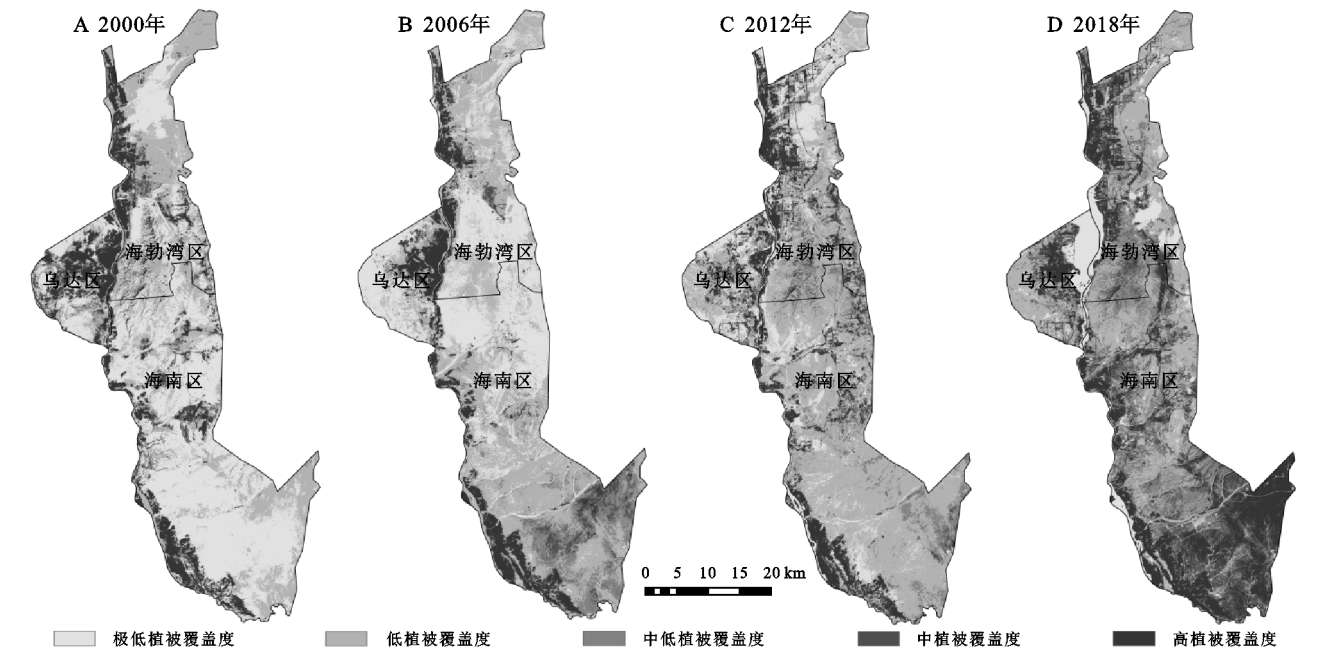 A 2000年
B 2006年
C 2012年
D 2018年
海勃湾区
乌达区
海南区
海勃湾区
乌达区
海南区
海勃湾区
乌达区
海南区
海勃湾区
乌达区
海南区
0 5 10 15 20 km
极低植被覆盖度
低植被覆盖度
中低植被覆盖度
中植被覆盖度
高植被覆盖度